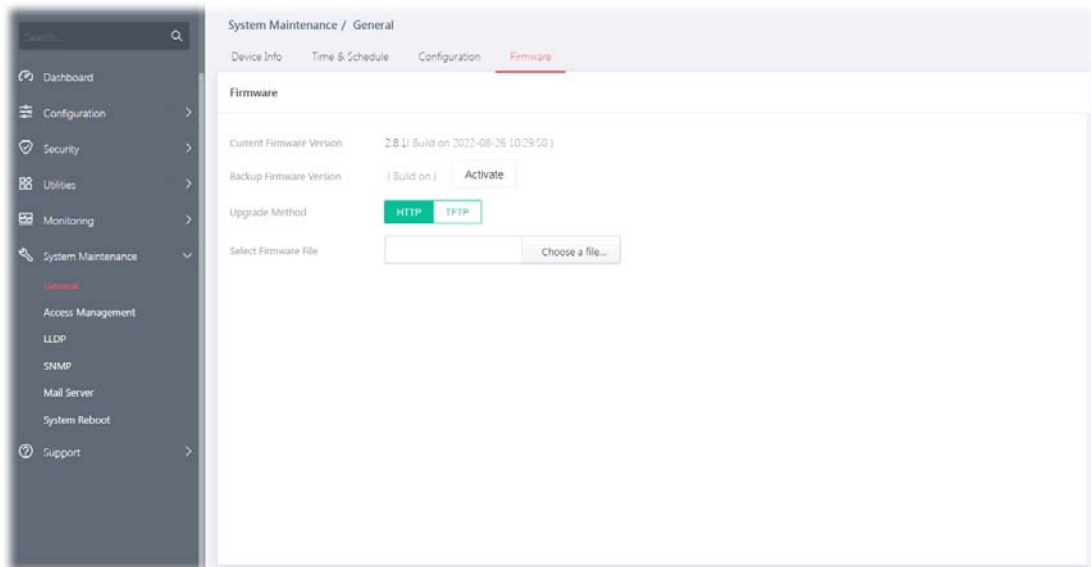 Search...
System Maintenance / General
Device Info Time & Schedule Configuration Firmware
Dashboard
Configuration
Security
Utilities
Monitoring
System Maintenance
General
Access Management
LLDP
SNMP
Mail Server
System Reboot
Support
Firmware
Current Firmware Version 2.8.1( Build on 2022-08-26 10:29:50 )
Backup Firmware Version ( Build on ) Activate
Upgrade Method HTTP TFTP
Select Firmware File Choose a file...